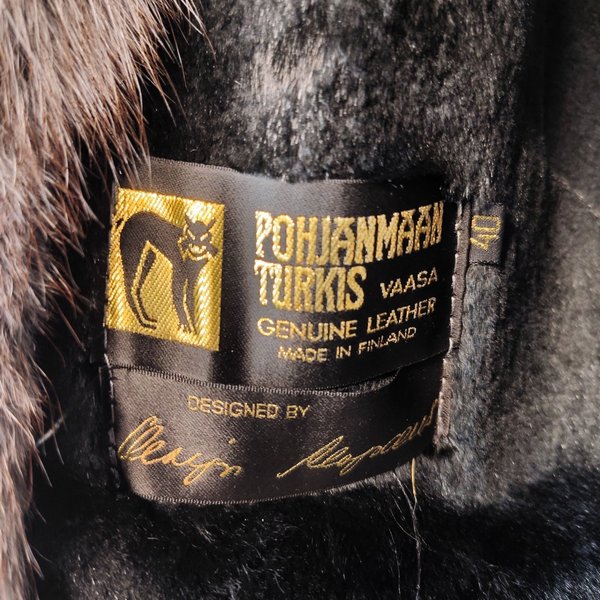 POHJANMAAN
TURKIS VAASA
GENUINE LEATHER
MADE IN FINLAND
40
DESIGNED BY